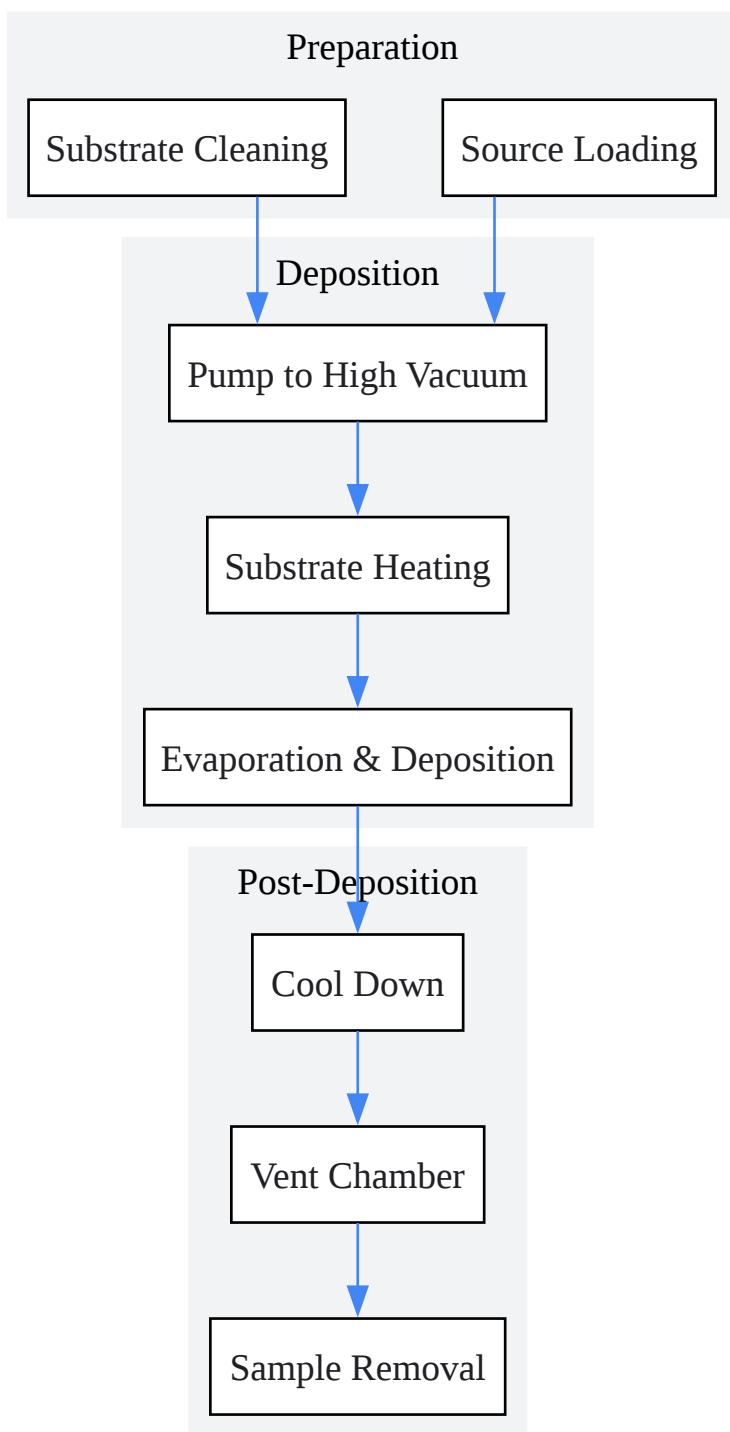 Preparation
Substrate Cleaning
Source Loading
Deposition
Pump to High Vacuum
Substrate Heating
Evaporation & Deposition
Post-Deposition
Cool Down
Vent Chamber
Sample Removal